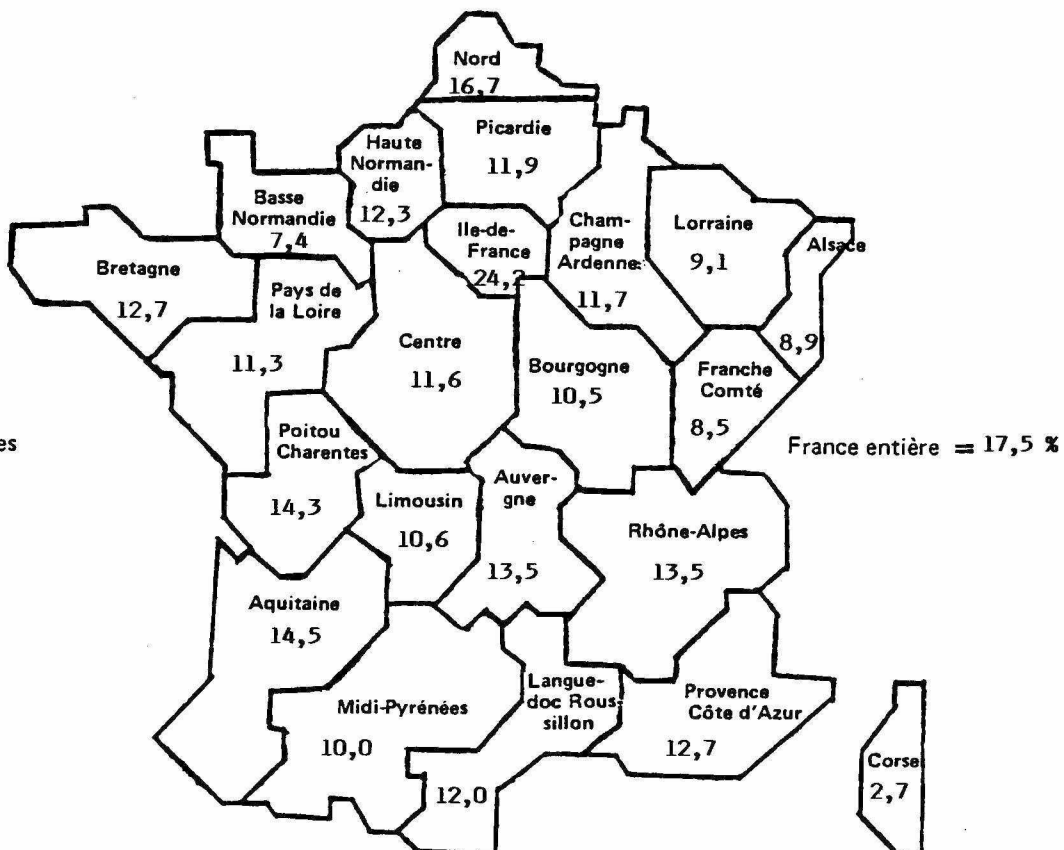 Nord
16,7
Picardie
11,9
Haute
Norman-
die
12,3
Basse
Normandie
7,4
Ile-de-
France
24,2
Cham-
pagne
Ardenne
11,7
Lorraine
9,1
Alsace
8,9
Bretagne
12,7
Pays de
la Loire
11,3
Centre
11,6
Bourgogne
10,5
Franche
Comté
8,5
es
France entière = 17,5 %
Poitou
Charentes
14,3
Limousin
10,6
Auver-
gne
13,5
Rhône-Alpes
13,5
Aquitaine
14,5
Midi-Pyrénées
10,0
Langue-
doc Rous-
sillon
12,0
Provence
Côte d'Azur
12,7
Corse
2,7